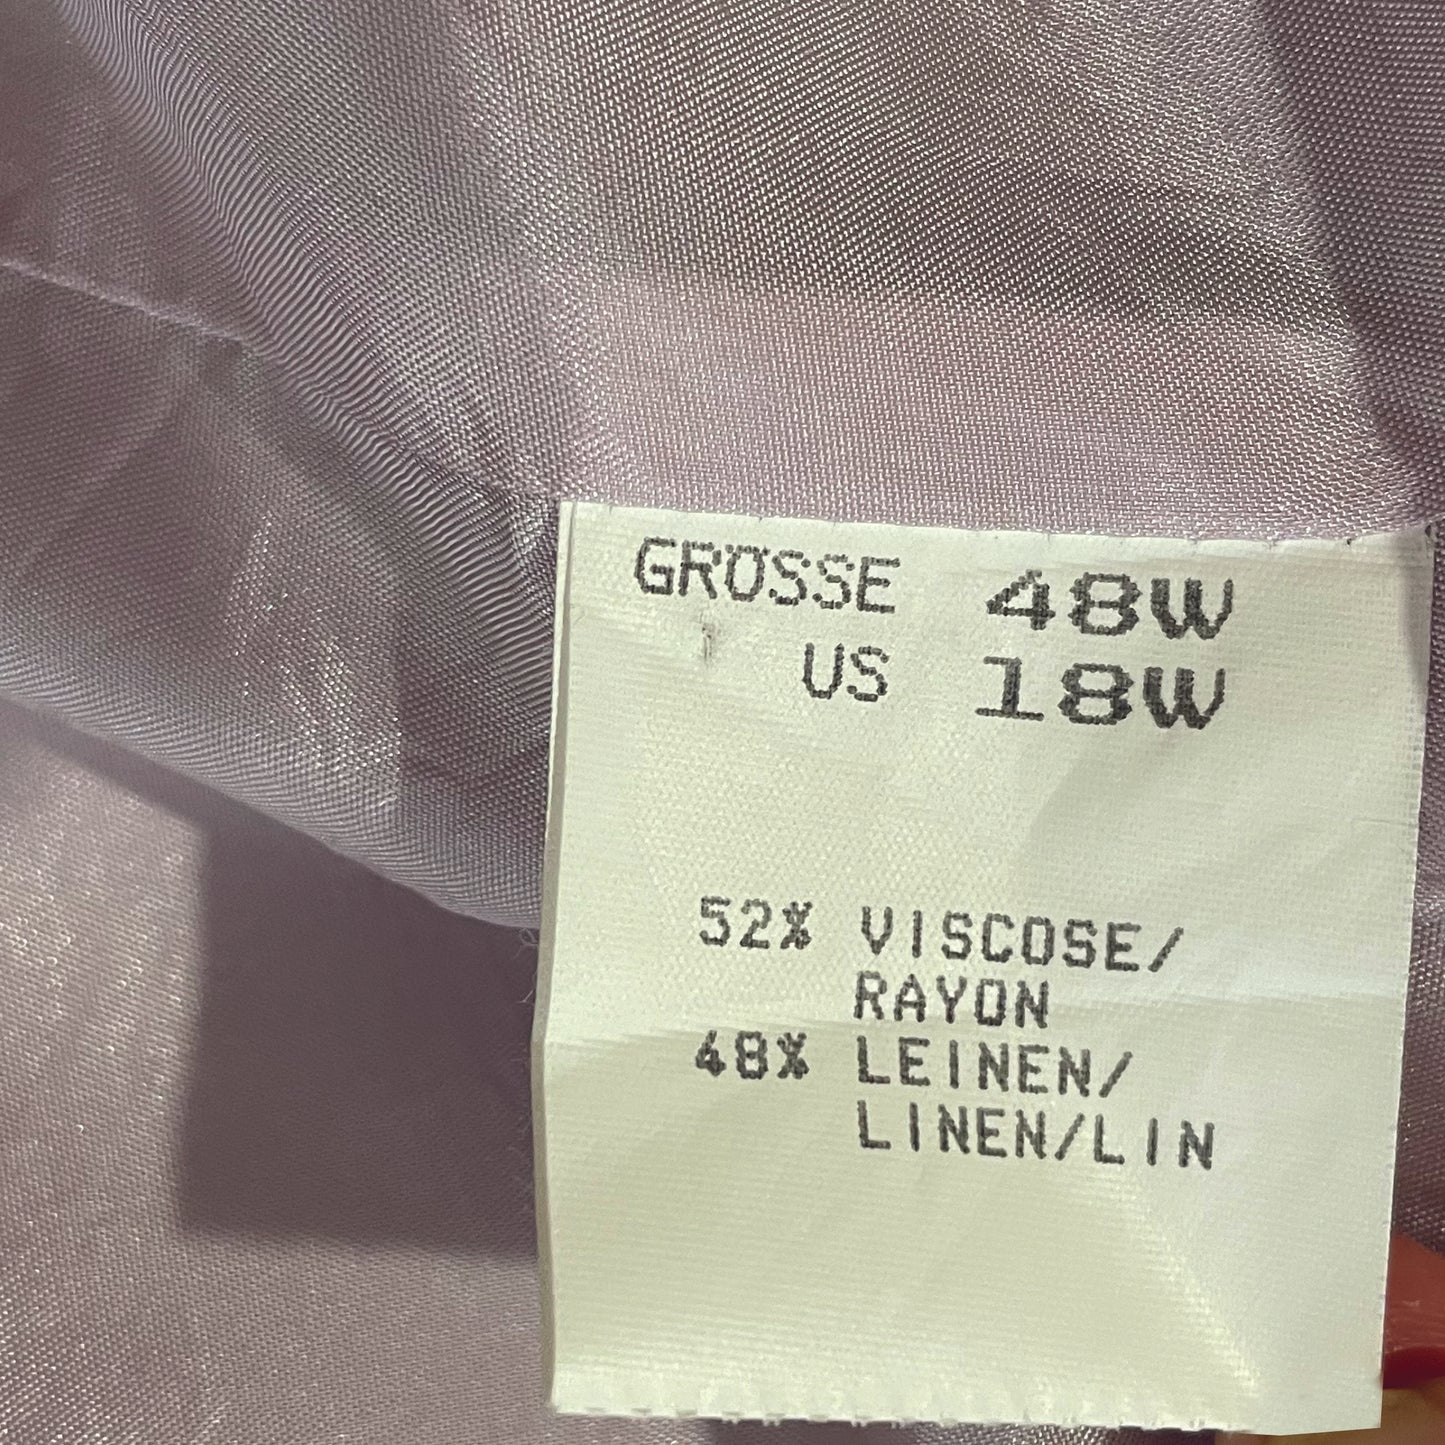 GRÖSSE 48W
US 18W
52% VISCOSE/
RAYON
48% LEINEN/
LINEN/LIN